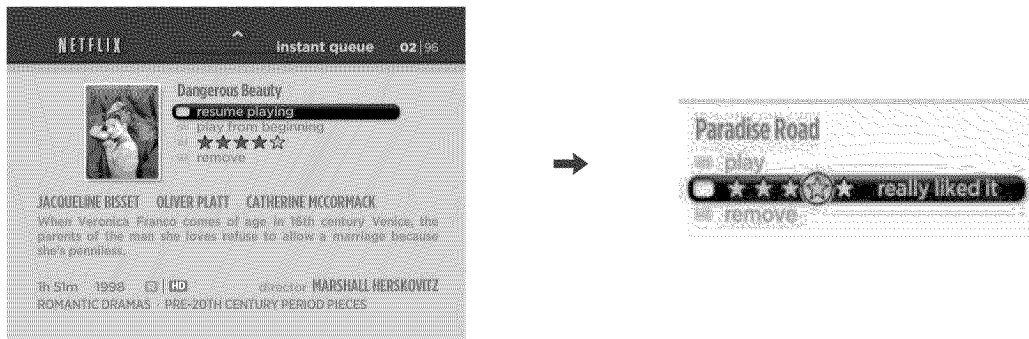 NETFLIX
instant queue 02|96
Dangerous Beauty
resume playing
play from beginning
remove
JACQUELINE BISSET OLIVER PLATT CATHERINE MCCORMACK
When Veronica Franco comes of age in 16th century Venice, the
parents of the man she loves refuse to allow a marriage because
she's penniless.
1h 51m 1998 HD director MARSHALL HERSKOVITZ
ROMANTIC DRAMAS · PRE-20TH CENTURY PERIOD PIECES
Paradise Road
play
really liked it
remove